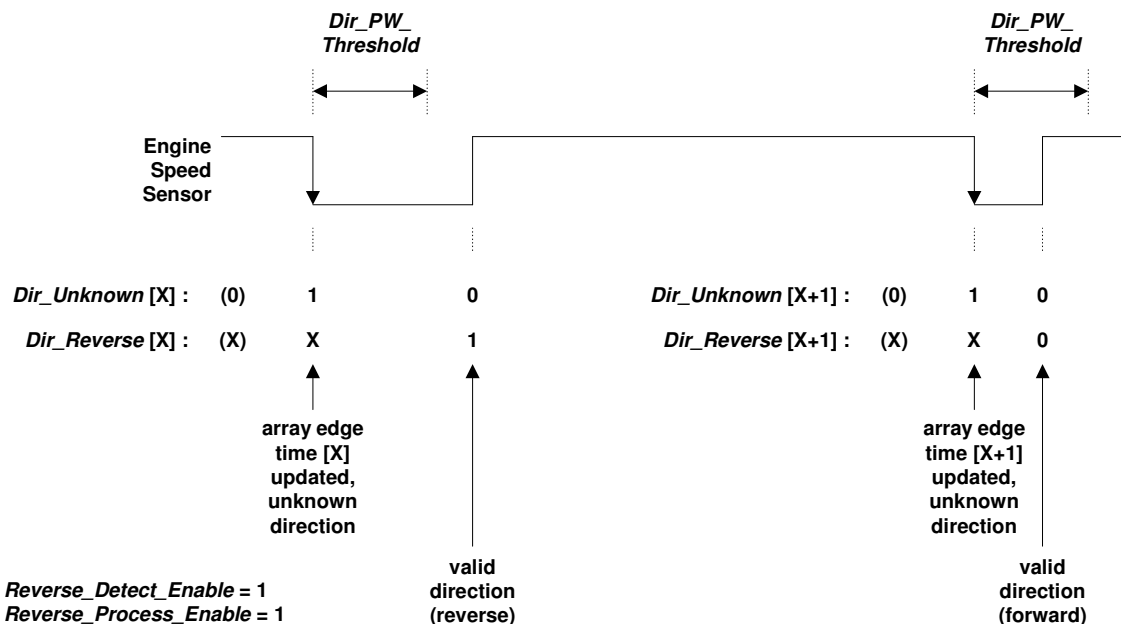 Dir_PW_
Threshold
Dir_PW_
Threshold
Engine
Speed
Sensor
Dir_Unknown [X] : (0) 1 0
Dir_Unknown [X+1] : (0) 1 0
Dir_Reverse [X] : (X) X 1
Dir_Reverse [X+1] : (X) X 0
array edge
time [X]
updated,
unknown
direction
array edge
time [X+1]
updated,
unknown
direction
valid
direction
(reverse)
valid
direction
(forward)
Reverse_Detect_Enable = 1
Reverse_Process_Enable = 1